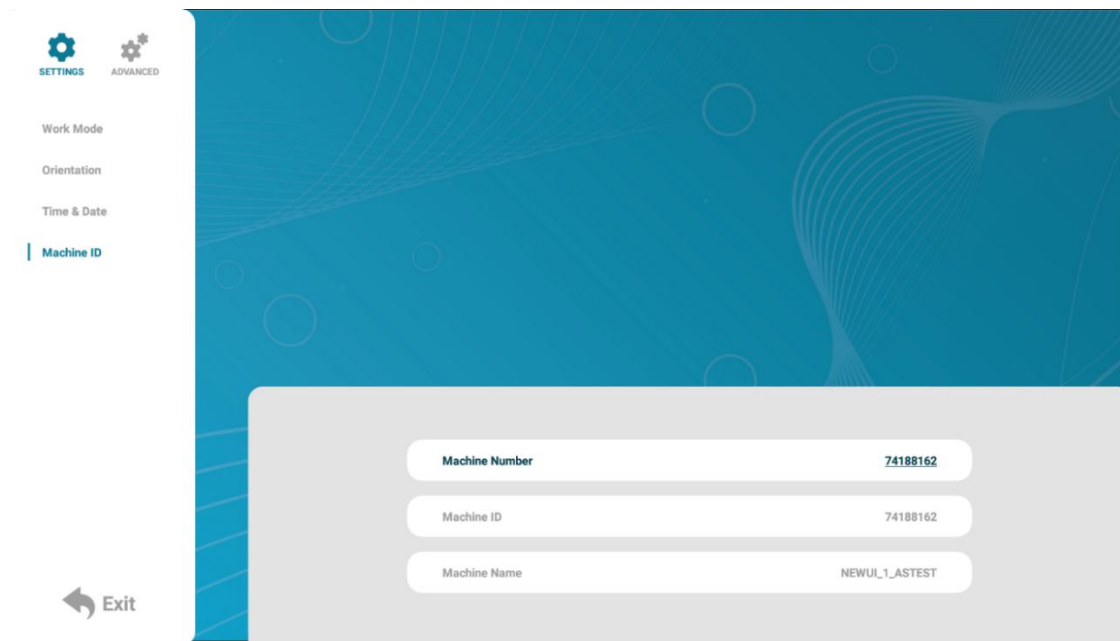 SETTINGS ADVANCED
Work Mode
Orientation
Time & Date
Machine ID
Machine Number 74188162
Machine ID 74188162
Machine Name NEWUI_1_ASTEST
Exit